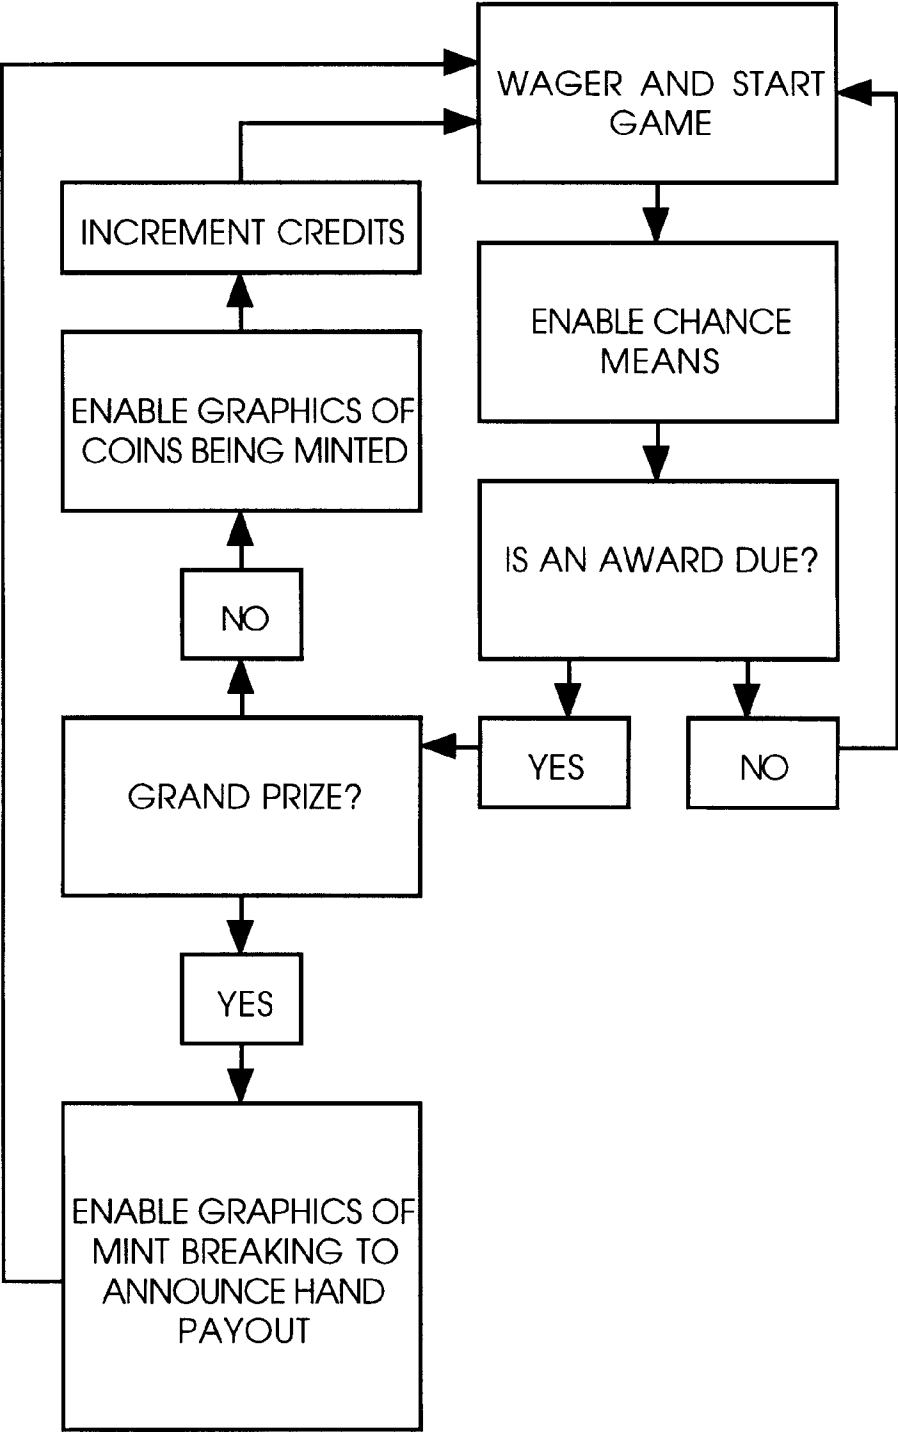 WAGER AND START
GAME
INCREMENT CREDITS
ENABLE CHANCE
MEANS
ENABLE GRAPHICS OF
COINS BEING MINTED
IS AN AWARD DUE?
NO
YES
NO
GRAND PRIZE?
YES
ENABLE GRAPHICS OF
MINT BREAKING TO
ANNOUNCE HAND
PAYOUT